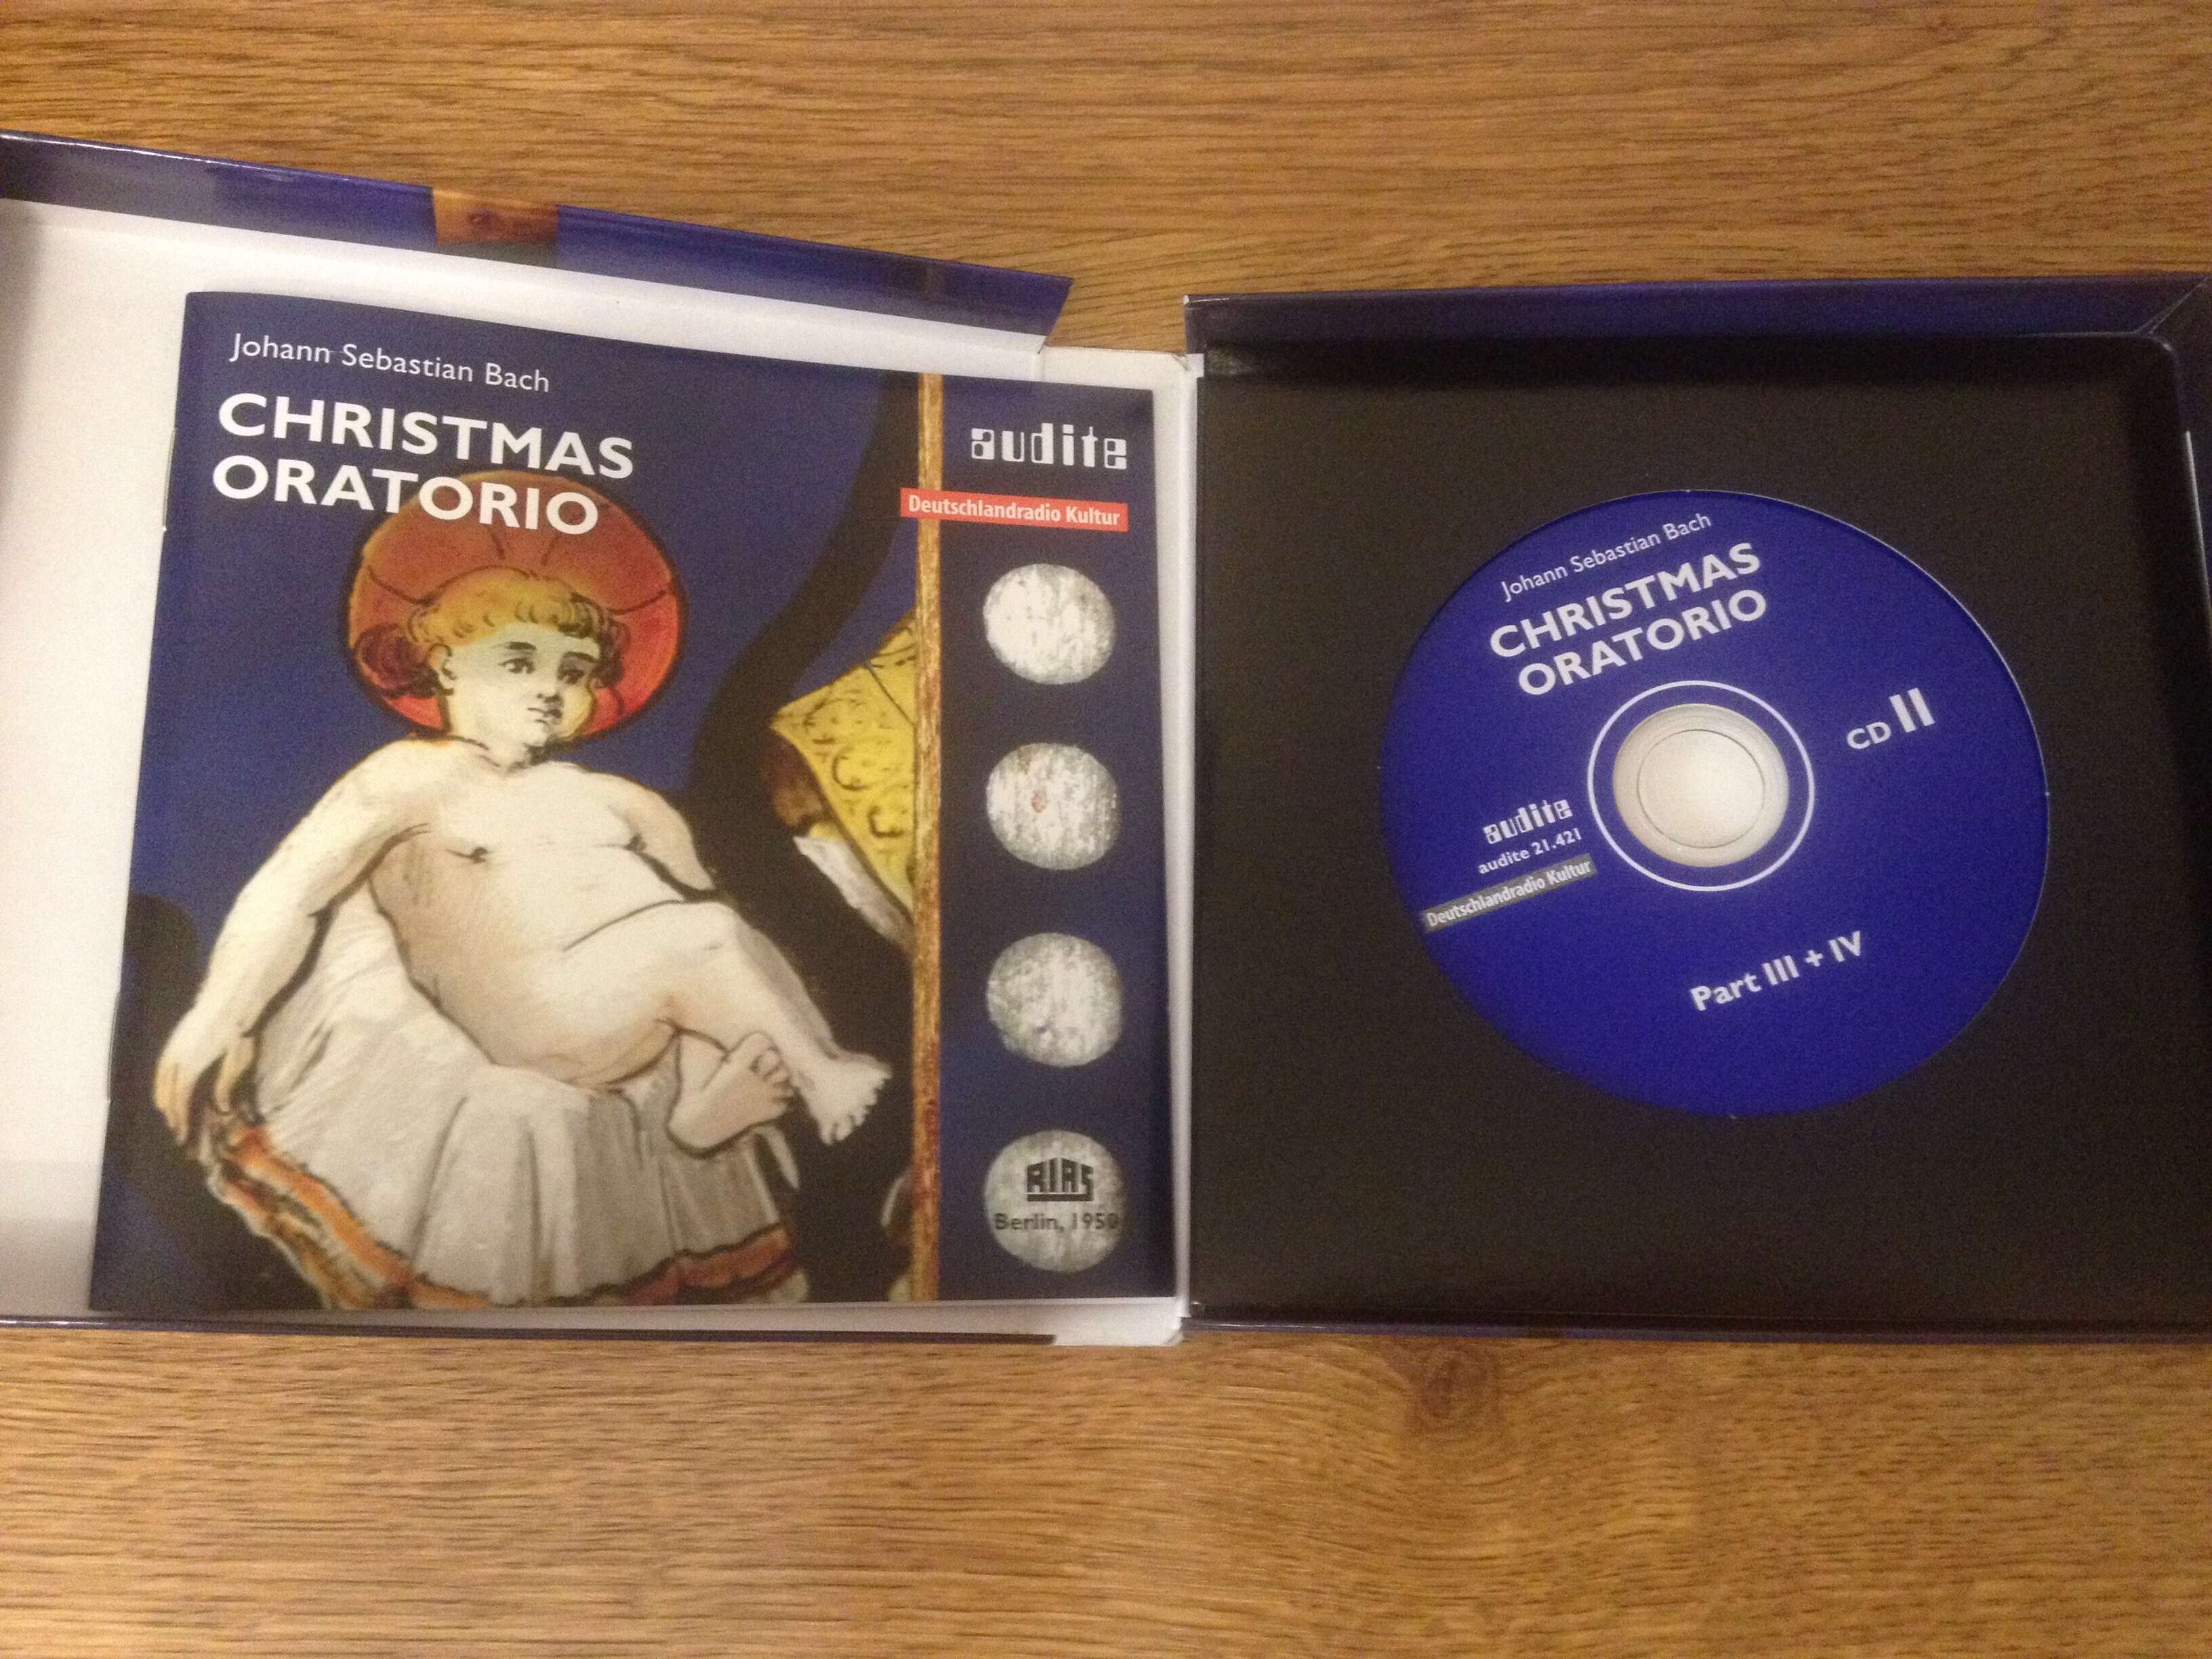 Johann Sebastian Bach
CHRISTMAS
ORATORIO
audite
Deutschlandradio Kultur
RIAS
Berlin, 1950
Johann Sebastian Bach
CHRISTMAS
ORATORIO
CD II
audite
audite 21.421
Deutschlandradio Kultur
Part III + IV